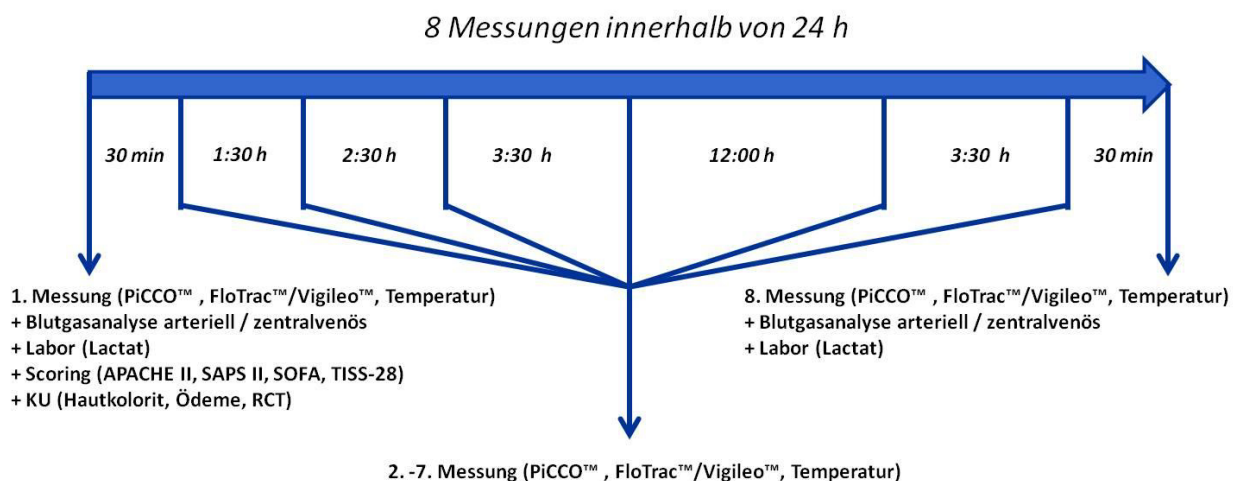 8 Messungen innerhalb von 24 h
30 min
1:30 h
2:30 h
3:30 h
12:00 h
3:30 h
30 min
1. Messung (PiCCO™ , FloTrac™/Vigileo™, Temperatur)
+ Blutgasanalyse arteriell / zentralvenös
+ Labor (Lactat)
+ Scoring (APACHE II, SAPS II, SOFA, TISS-28)
+ KU (Hautkolorit, Ödeme, RCT)
8. Messung (PiCCO™ , FloTrac™/Vigileo™, Temperatur)
+ Blutgasanalyse arteriell / zentralvenös
+ Labor (Lactat)
2. -7. Messung (PiCCO™ , FloTrac™/Vigileo™, Temperatur)